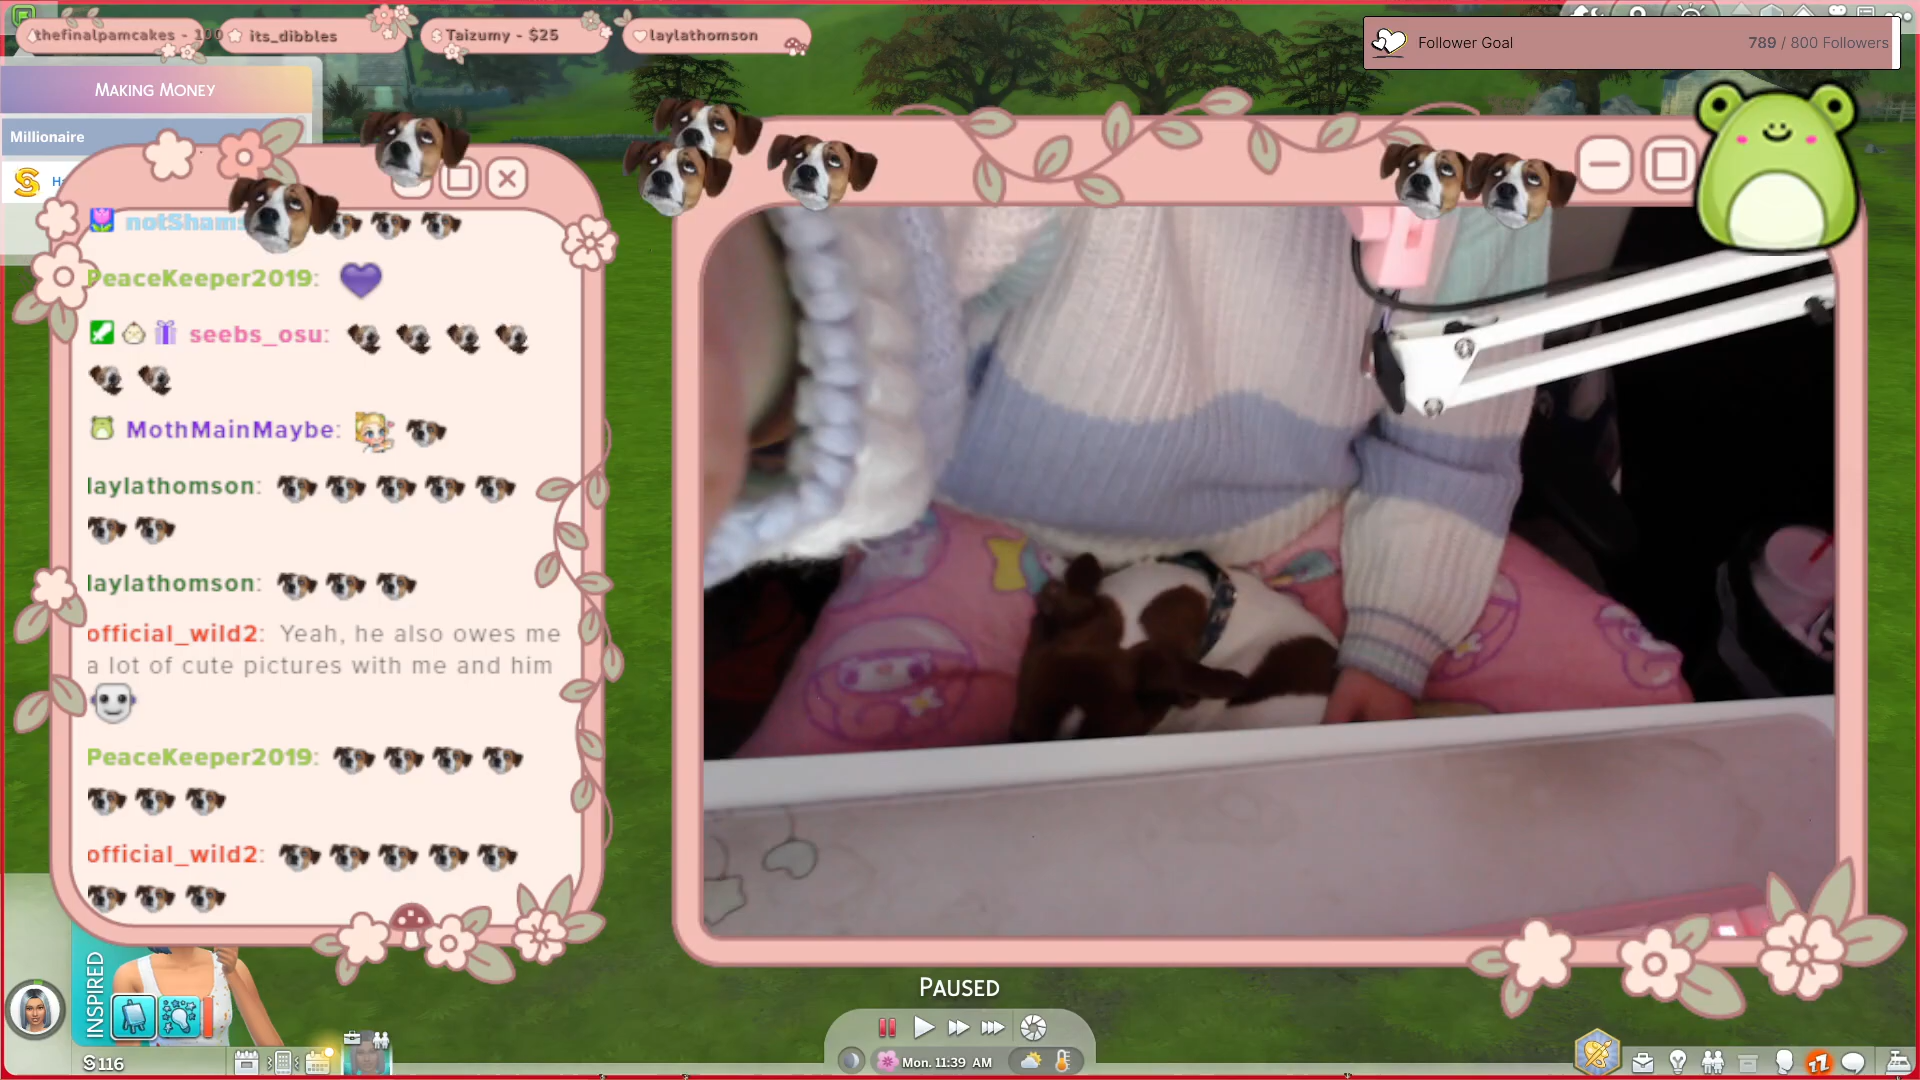 thefinalpamcakes - 100
its_dibbles
Taizumy - $25
laylathomson
Follower Goal
789 / 800 Followers
Making Money
Millionaire
notShams
PeaceKeeper2019:
seebs_osu:
MothMainMaybe:
laylathomson:
laylathomson:
official_wild2: Yeah, he also owes me
a lot of cute pictures with me and him
PeaceKeeper2019:
official_wild2:
INSPIRED
Paused
Mon. 11:39 AM
§116